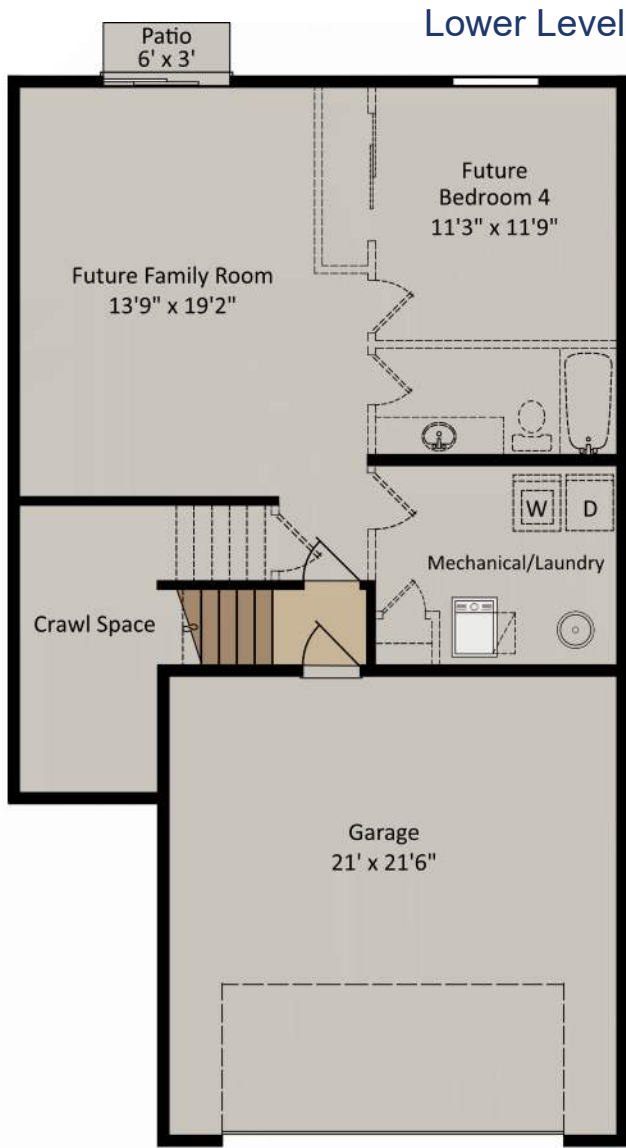 Lower Level
Patio
6' x 3'
Future
Bedroom 4
11'3" x 11'9"
Future Family Room
13'9" x 19'2"
W
D
Mechanical/Laundry
Crawl Space
Garage
21' x 21'6"